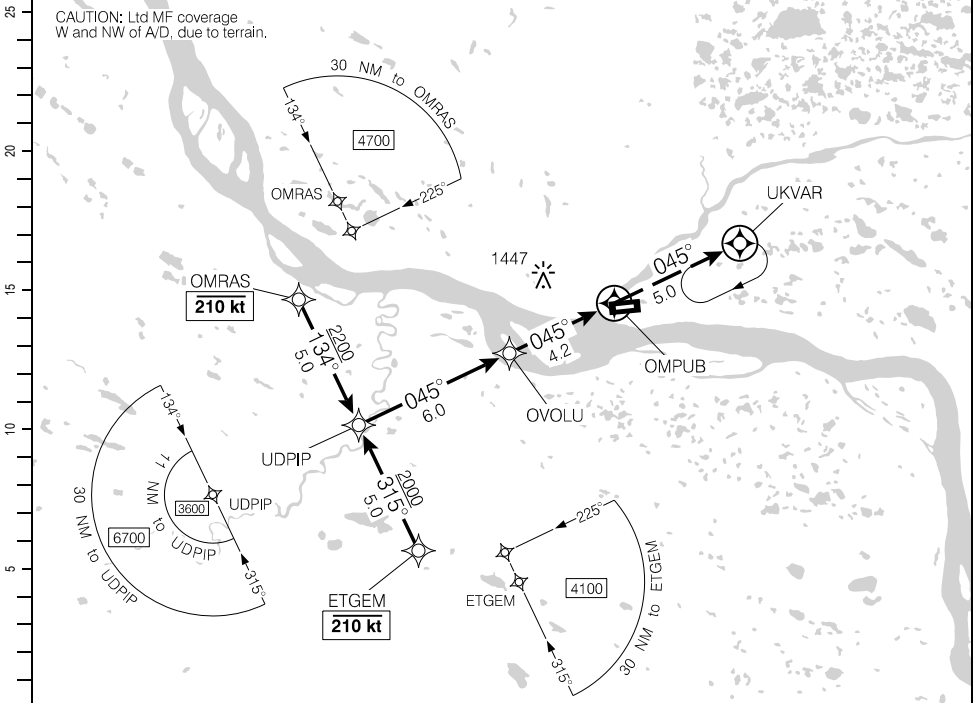 CAUTION: Ltd MF coverage
W and NW of A/D, due to terrain.
25
20
15
10
5
30 NM to OMRAS
134°
4700
OMRAS
225°
UKVAR
1447
045°
5.0
OMRAS
210 kt
2200
134°
5.0
045°
4.2
OMPUB
045°
6.0
OVOLU
UDPIP
134°
11 NM to UDPIP
3600
UDPIP
30 NM to UDPIP
6700
315°
2000
315°
5.0
ETGEM
210 kt
225°
ETGEM
4100
30 NM to ETGEM
315°